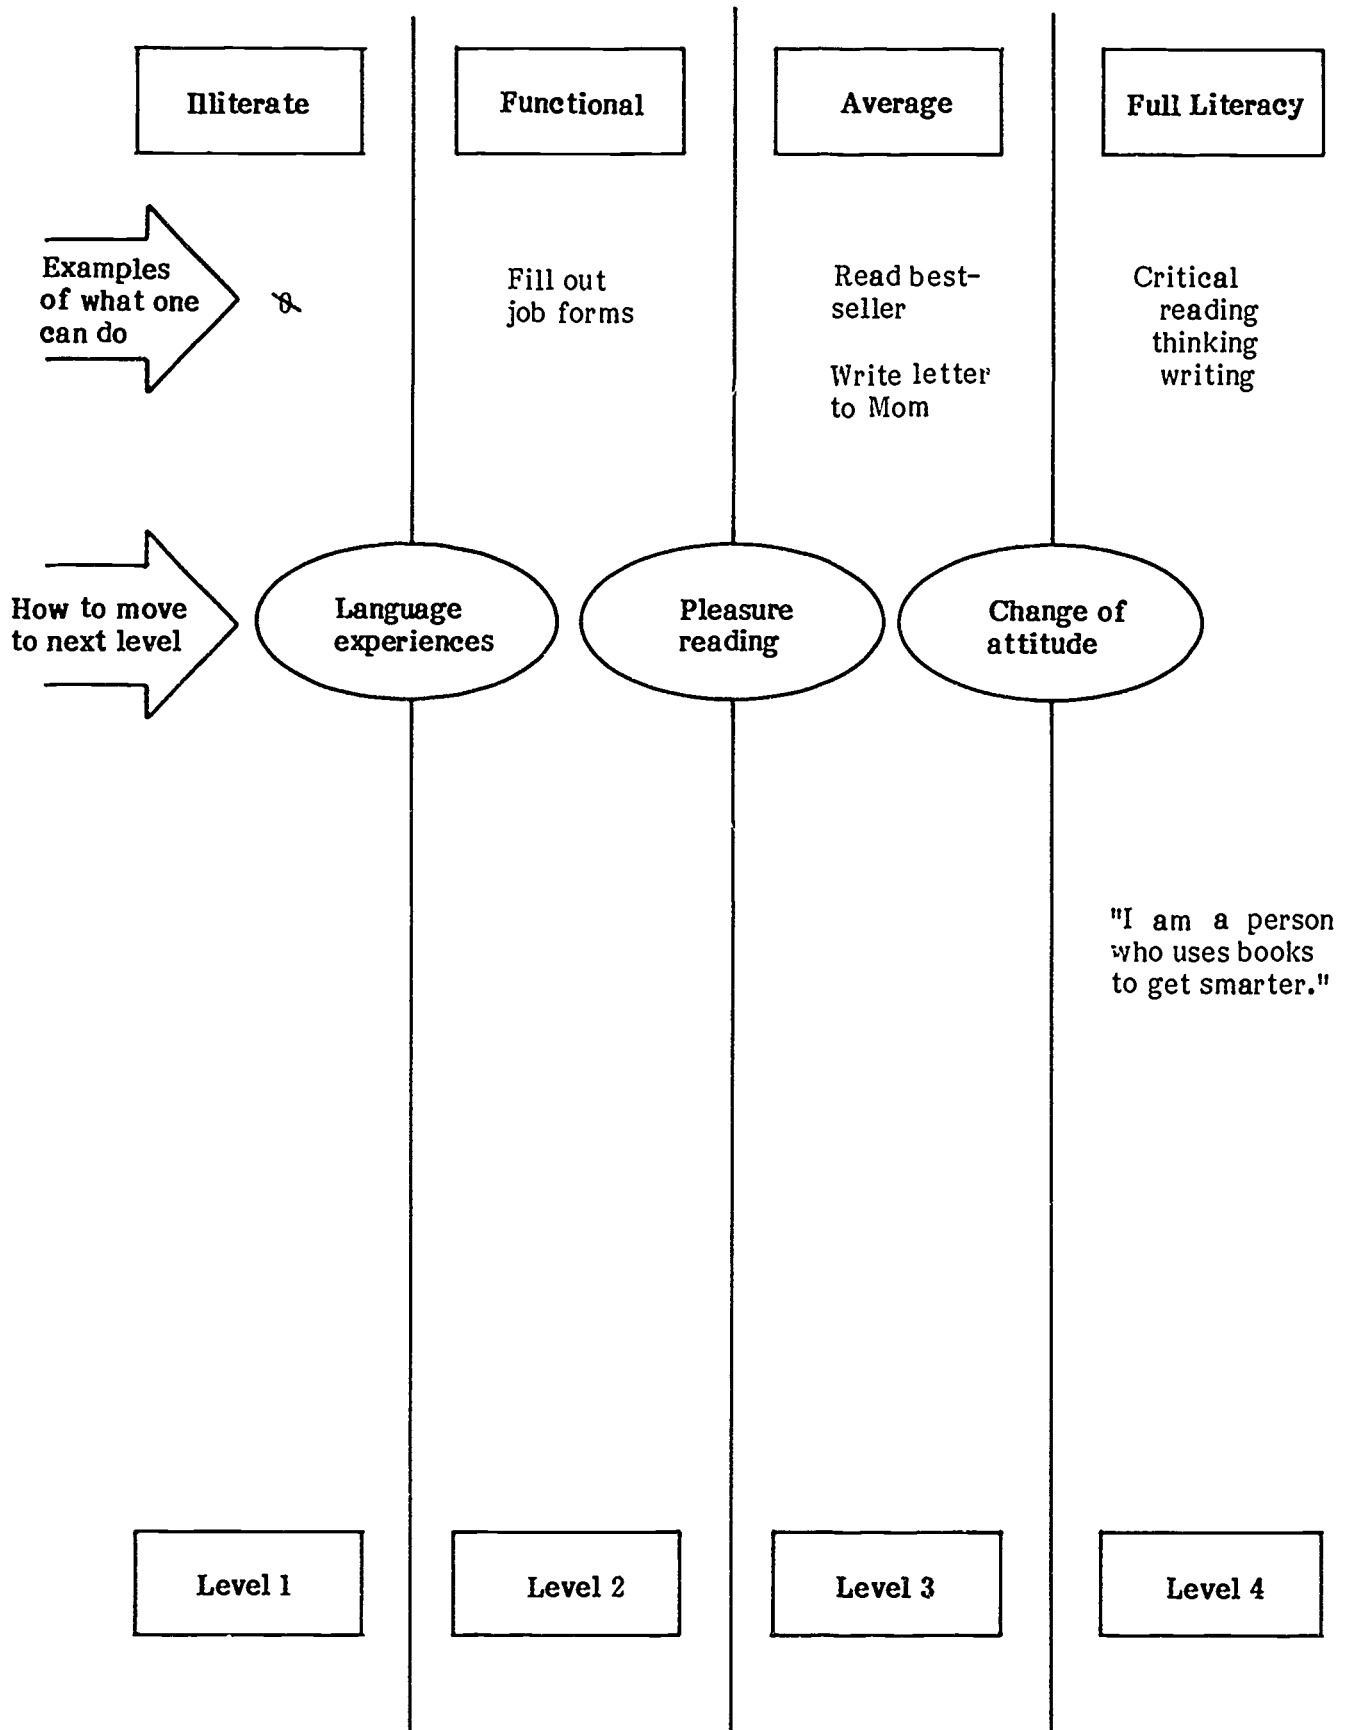 Illiterate
Functional
Average
Full Literacy
Examples
of what one
can do
Fill out
job forms
Read best-
seller
Write letter
to Mom
Critical
reading
thinking
writing
How to move
to next level
Language
experiences
Pleasure
reading
Change of
attitude
"I am a person
who uses books
to get smarter."
Level 1
Level 2
Level 3
Level 4